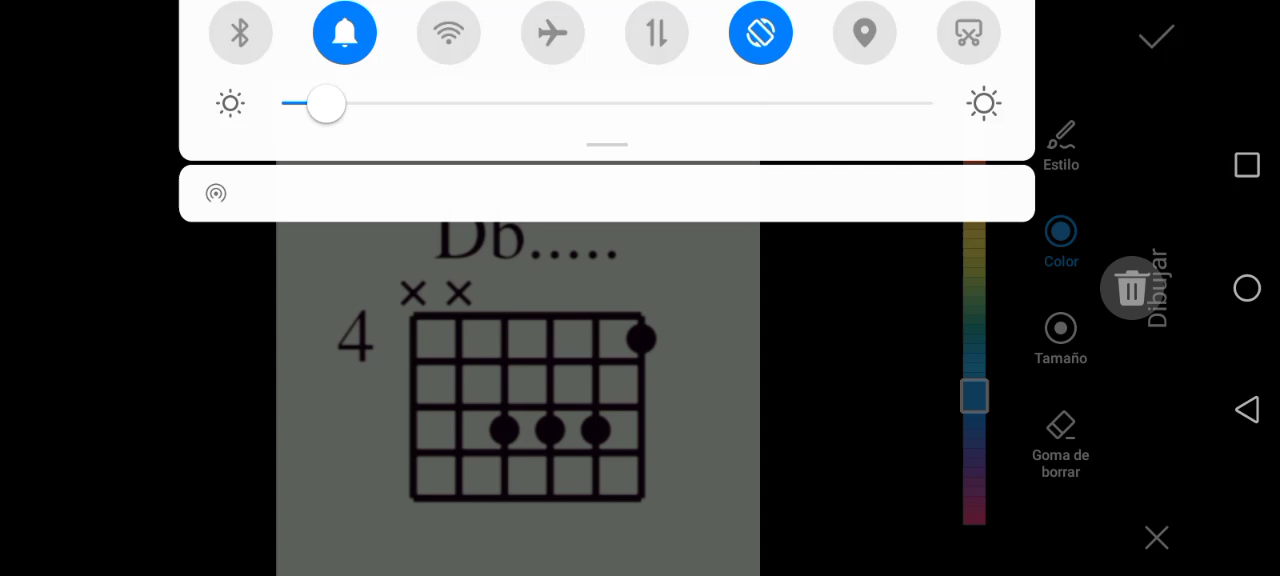 Db.....
× ×
4
Estilo
Color
Dibujar
Tamaño
Goma de
borrar